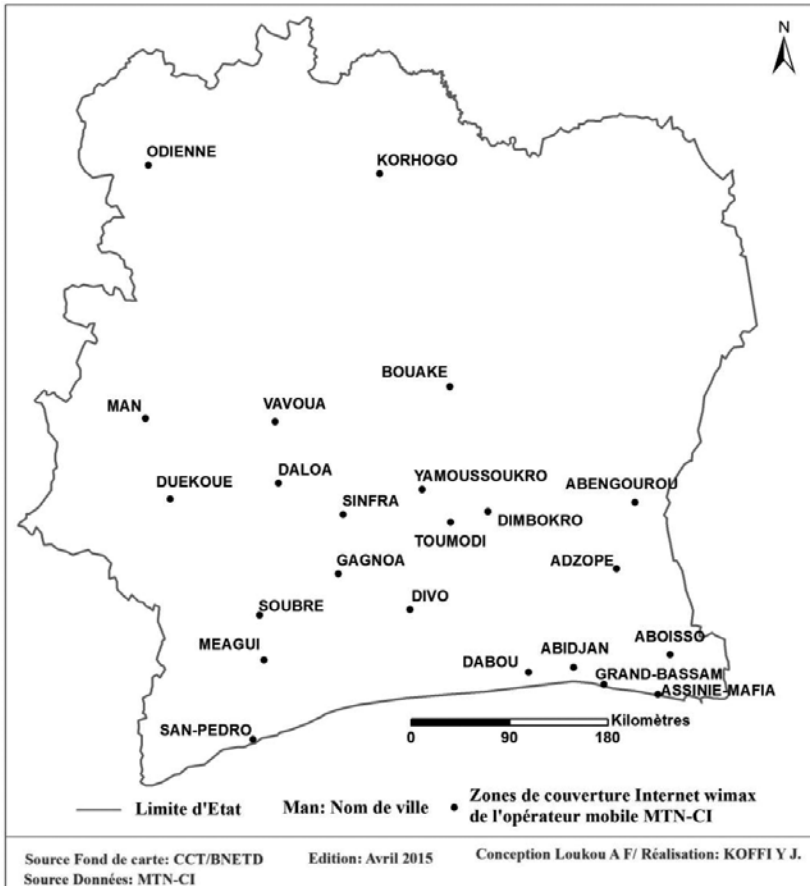 N
ODIENNE
KORHOGO
BOUAKE
MAN
VAVOUA
DUEKOUE
DALOA
YAMOUSSOUKRO
ABENGOUROU
SINFRA
DIMBOKRO
TOUMODI
GAGNOA
ADZOPE
SOUBRE
DIVO
MEAGUI
ABOISSO
ABIDJAN
DABOU
GRAND-BASSAM
ASSINIE-MAFIA
SAN-PEDRO
Kilomètres
0 90 180
Limite d'Etat
Man: Nom de ville
Zones de couverture Internet wimax
de l'opérateur mobile MTN-CI
Source Fond de carte: CCT/BNETD
Edition: Avril 2015
Conception Loukou A F/ Réalisation: KOFFI Y J.
Source Données: MTN-CI